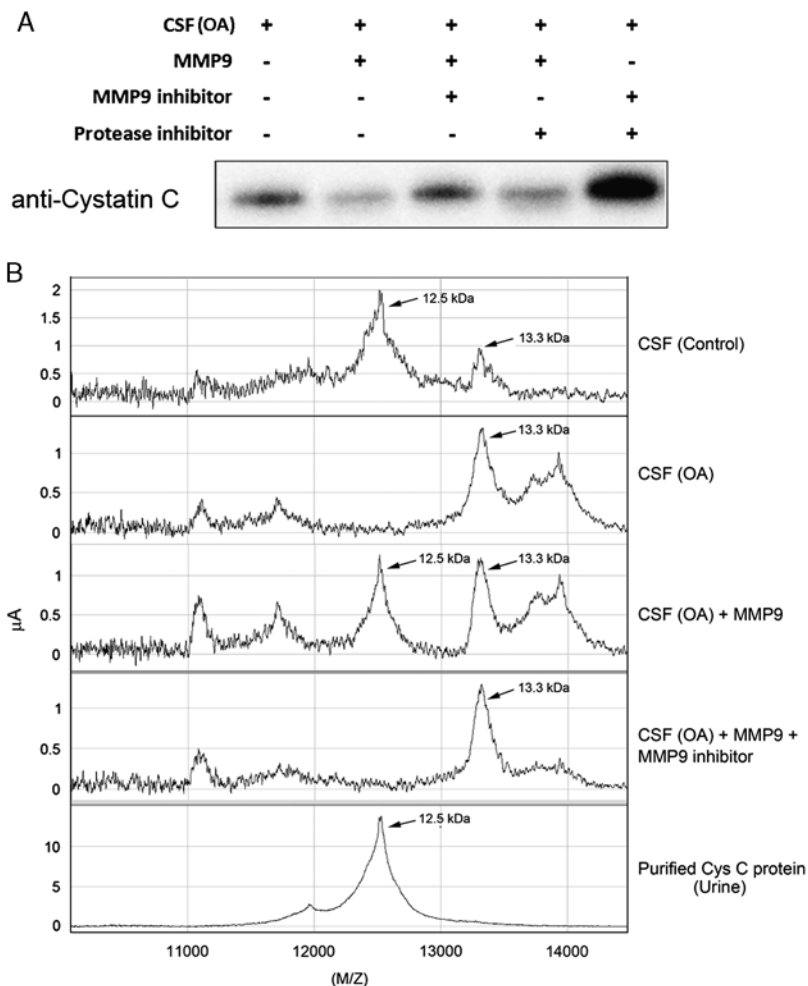 A
CSF (OA) + + + + +
MMP9 - + + + -
MMP9 inhibitor - - + - +
Protease inhibitor - - - + +
anti-Cystatin C
B
2
1.5
1
0.5
0
12.5 kDa
13.3 kDa
CSF (Control)
1
0.5
0
13.3 kDa
CSF (OA)
1
0.5
0
12.5 kDa
13.3 kDa
CSF (OA) + MMP9
µA
1
0.5
0
13.3 kDa
CSF (OA) + MMP9 +
MMP9 inhibitor
10
5
0
12.5 kDa
Purified Cys C protein
(Urine)
11000 12000 13000 14000
(M/Z)